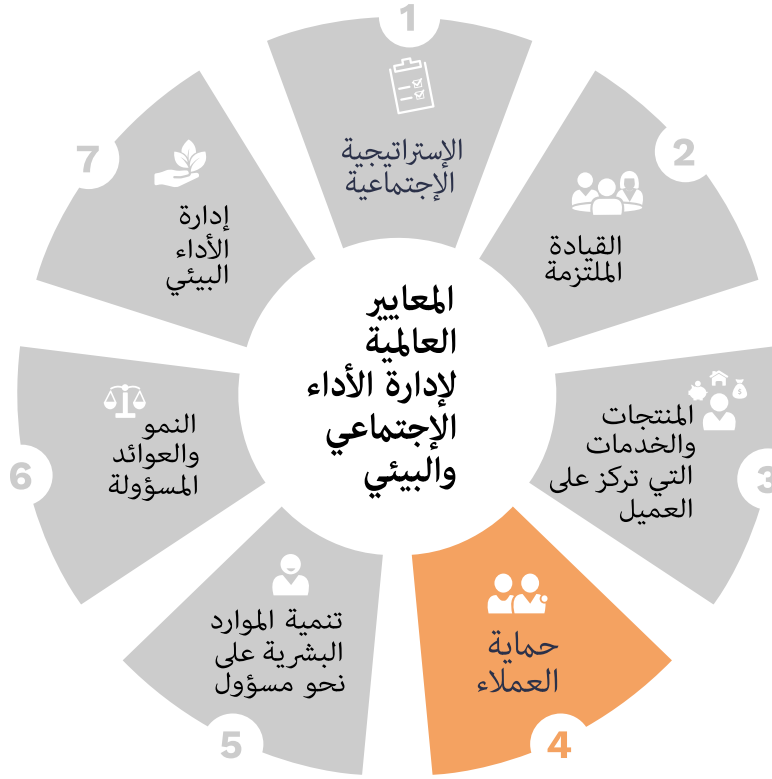 المعايير
العالمية
لإدارة الأداء
الإجتماعي
والبيئي
1
الإستراتيجية
الإجتماعية
2
القيادة
الملتزمة
3
المنتجات
والخدمات
التي تركز على
العميل
4
حماية
العملاء
5
تنمية الموارد
البشرية على
نحو مسؤول
6
النمو
والعوائد
المسؤولة
7
إدارة
الأداء
البيئي